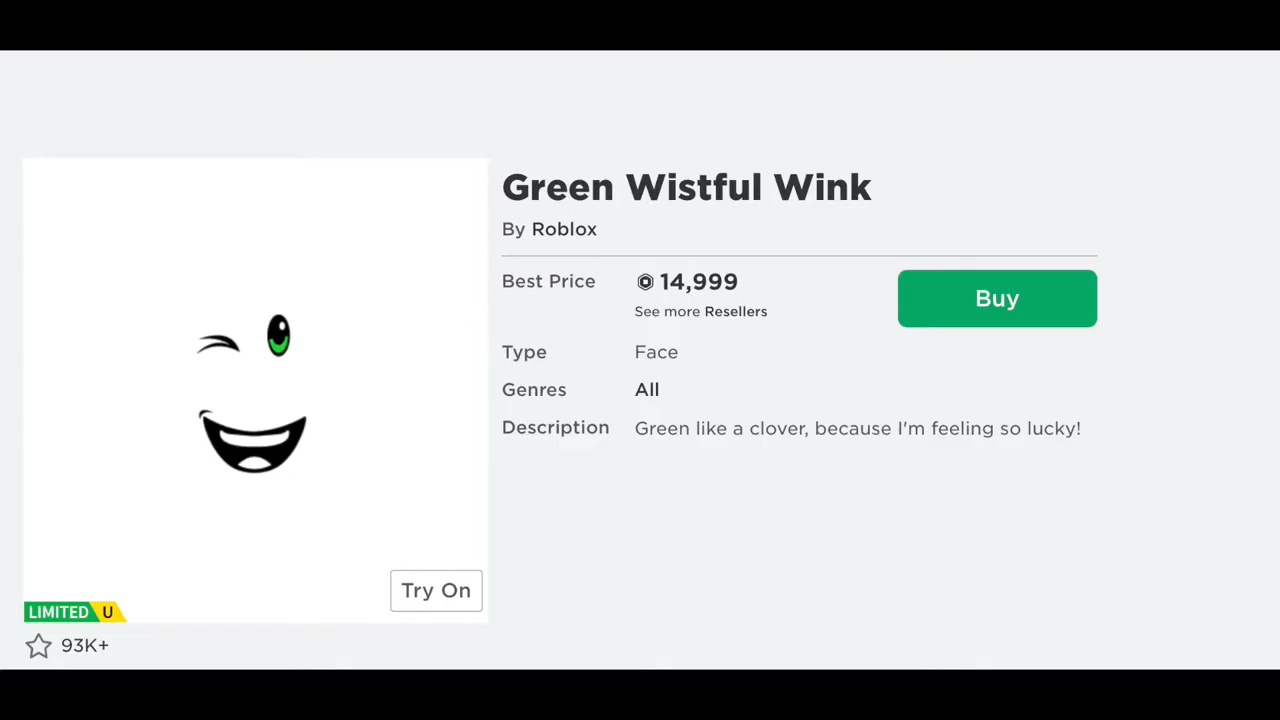 Green Wistful Wink
By Roblox
Best Price 14,999 Buy
See more Resellers
Type Face
Genres All
Description Green like a clover, because I'm feeling so lucky!
Try On
LIMITED U
93K+